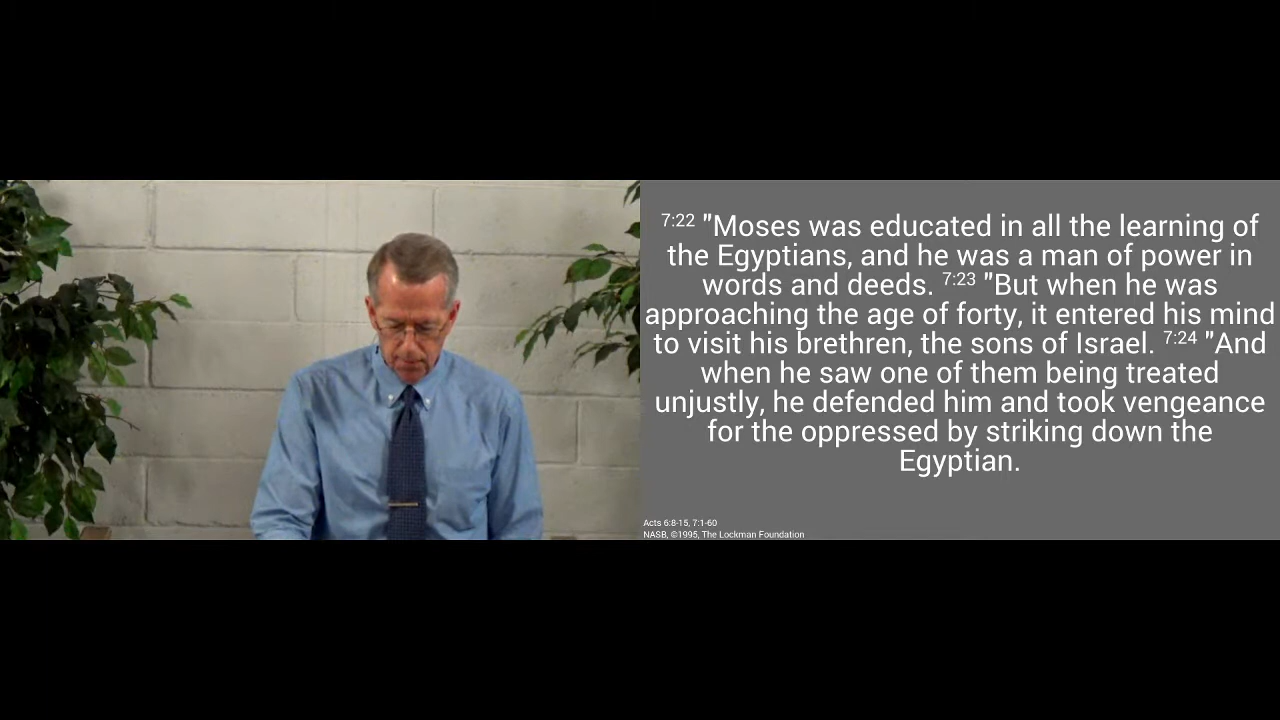 7:22 "Moses was educated in all the learning of
the Egyptians, and he was a man of power in
words and deeds. 7:23 "But when he was
approaching the age of forty, it entered his mind
to visit his brethren, the sons of Israel. 7:24 "And
when he saw one of them being treated
unjustly, he defended him and took vengeance
for the oppressed by striking down the
Egyptian.
Acts 6:8-15, 7:1-60
NASB, ©1995, The Lockman Foundation